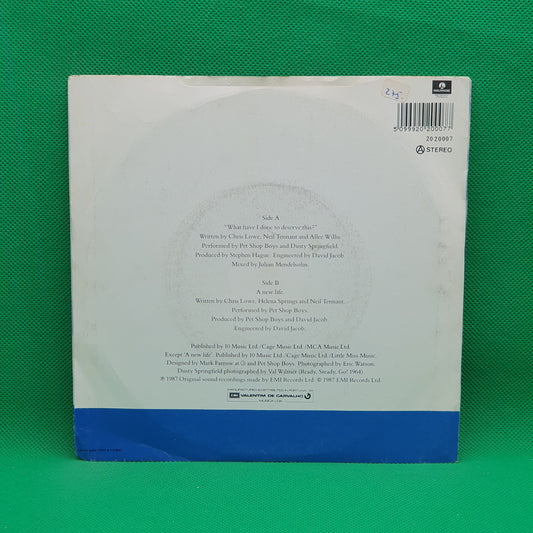 PARLOPHONE
5099920200077
2020007
A STEREO
Side A
"What have I done to deserve this?"
Written by Chris Lowe, Neil Tennant and Allee Willis.
Performed by Pet Shop Boys and Dusty Springfield.
Produced by Stephen Hague. Engineered by David Jacob.
Mixed by Julian Mendelsohn.
Side B
A new life.
Written by Chris Lowe, Helena Springs and Neil Tennant.
Performed by Pet Shop Boys.
Produced by Pet Shop Boys and David Jacob.
Engineered by David Jacob.
Published by 10 Music Ltd./Cage Music Ltd./MCA Music Ltd.
Except 'A new life'. Published by 10 Music Ltd./Cage Music Ltd./Little Miss Music.
Designed by Mark Farrow at and Pet Shop Boys. Photographed by Eric Watson.
Dusty Springfield photographed by Val Wilmer (Ready, Steady, Go! 1964).
℗ 1987 Original sound recordings made by EMI Records Ltd. © 1987 EMI Records Ltd.
EMI VALENTIM DE CARVALHO